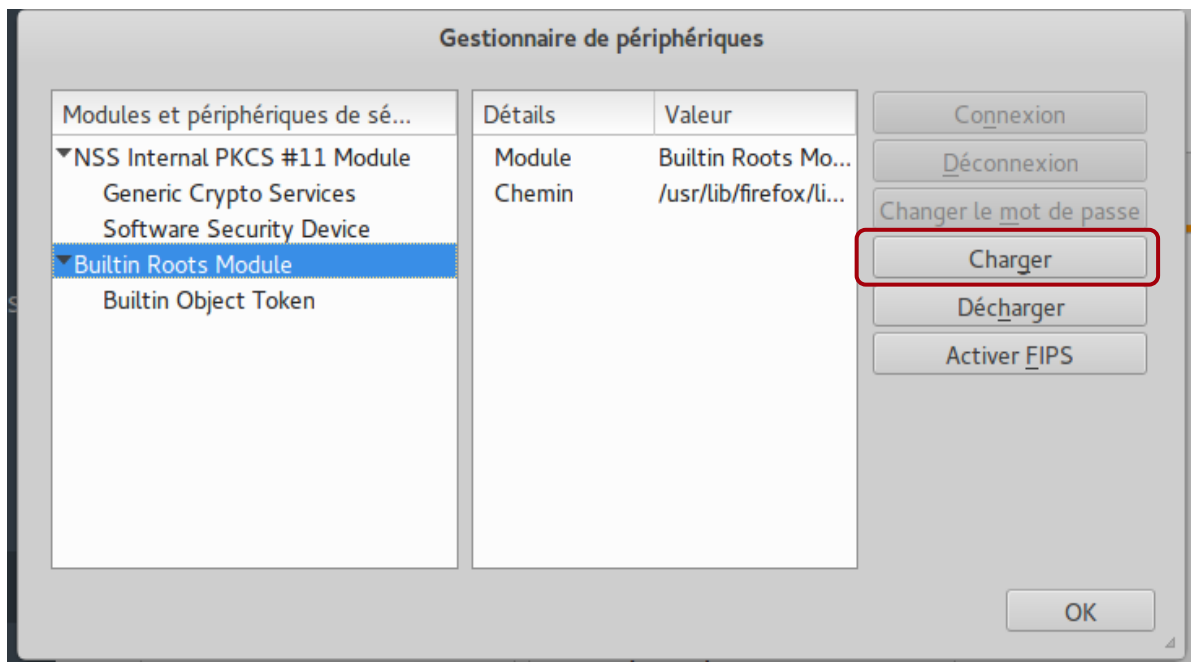 Gestionnaire de périphériques
Modules et périphériques de sé...
NSS Internal PKCS #11 Module
Generic Crypto Services
Software Security Device
Builtin Roots Module
Builtin Object Token
Détails Valeur
Module Builtin Roots Mo...
Chemin /usr/lib/firefox/li...
Connexion
Déconnexion
Changer le mot de passe
Charger
Décharger
Activer FIPS
OK